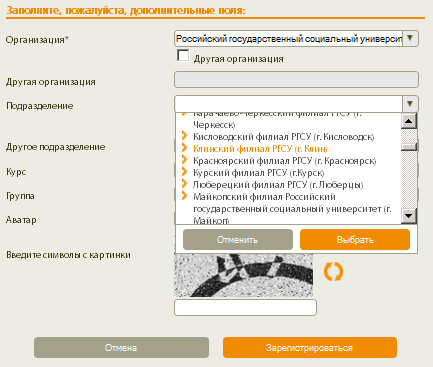 Заполните, пожалуйста, дополнительные поля:
Организация*
Российский государственный социальный университет
Другая организация
Другая организация
Подразделение
Карачаево-Черкесский филиал РГСУ (г.
Черкесск)
Кисловодский филиал РГСУ (г. Кисловодск)
Другое подразделение
Клинский филиал РГСУ (г. Клин)
Красноярский филиал РГСУ (г. Красноярск)
Курс
Курский филиал РГСУ (г.Курск)
Люберецкий филиал РГСУ (г.Люберцы)
Группа
Майкопский филиал Российский
государственный социальный университет (г.
Майкоп)
Аватар
Отменить
Выбрать
Введите символы с картинки
Отмена
Зарегистрироваться